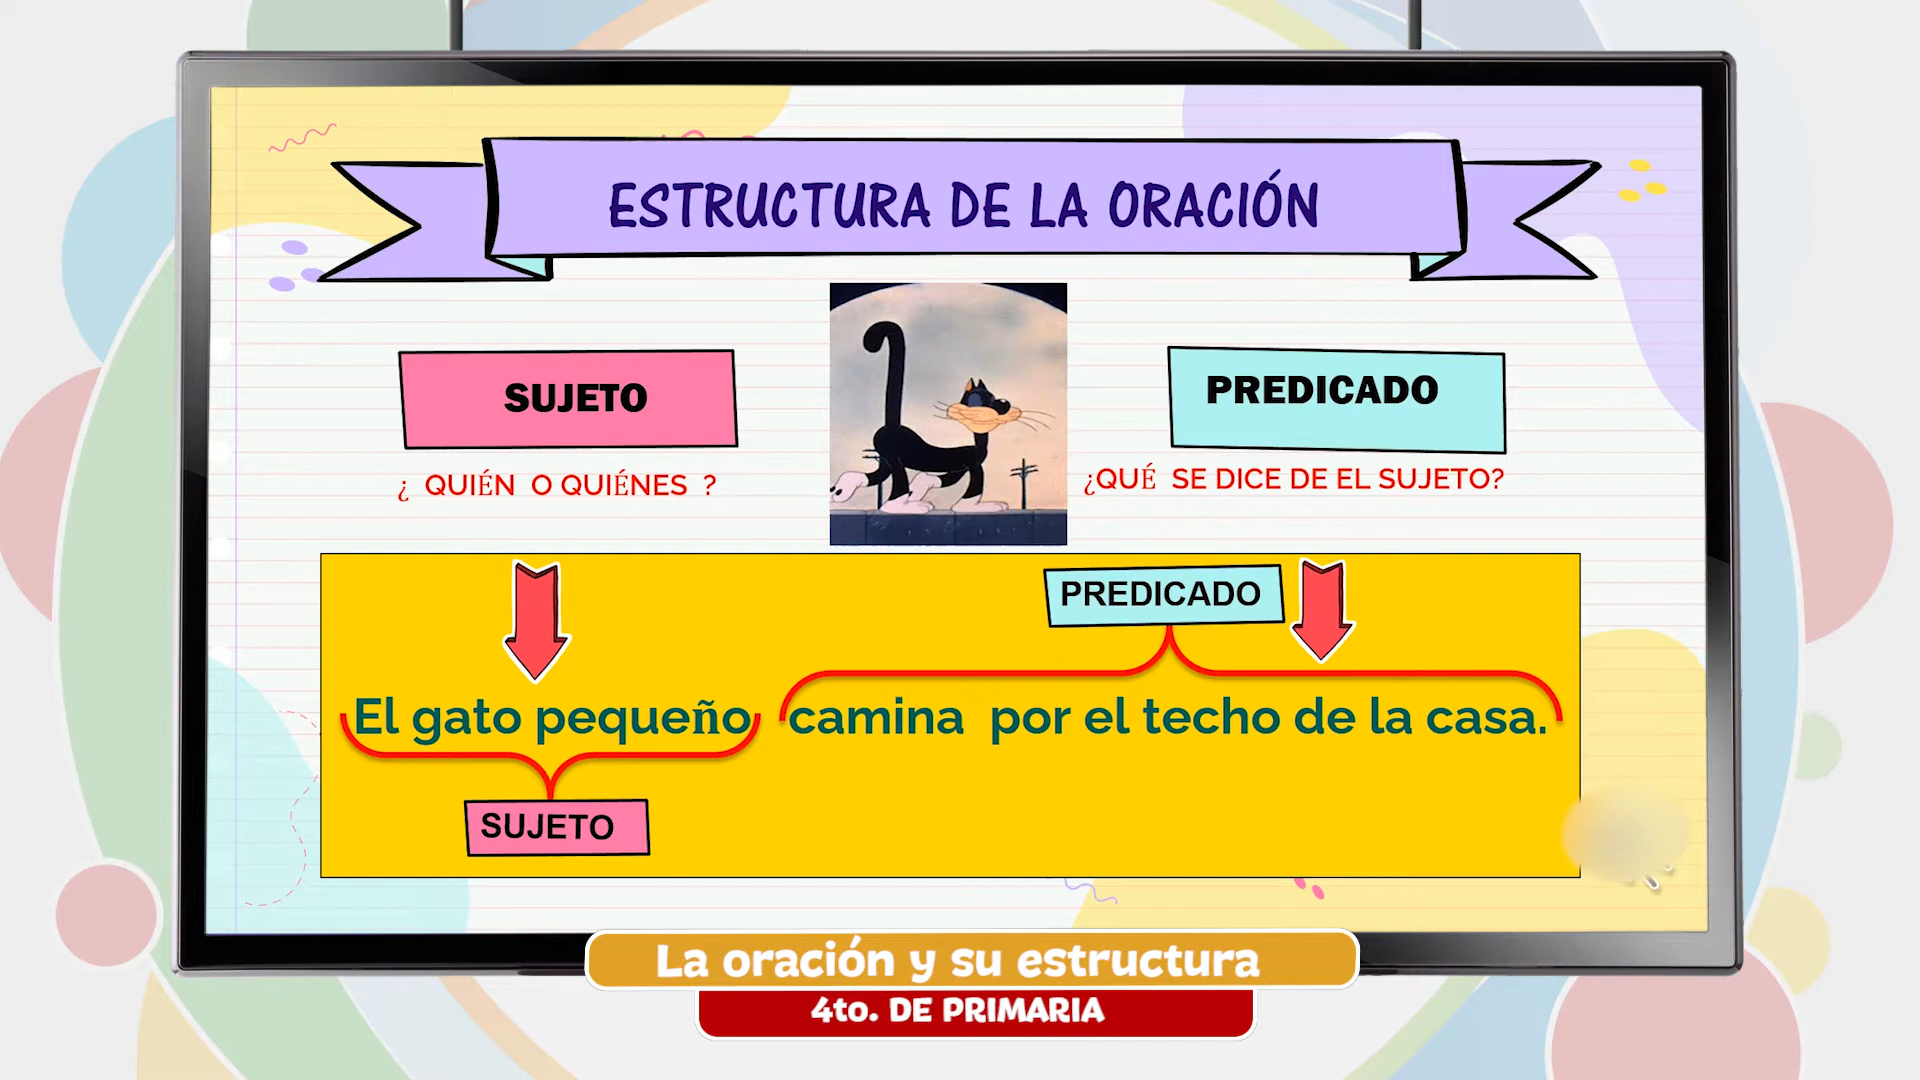 ESTRUCTURA DE LA ORACIÓN
SUJETO
PREDICADO
¿ QUIÉN O QUIÉNES ?
¿QUÉ SE DICE DE EL SUJETO?
PREDICADO
El gato pequeño camina por el techo de la casa.
SUJETO
La oración y su estructura
4to. DE PRIMARIA